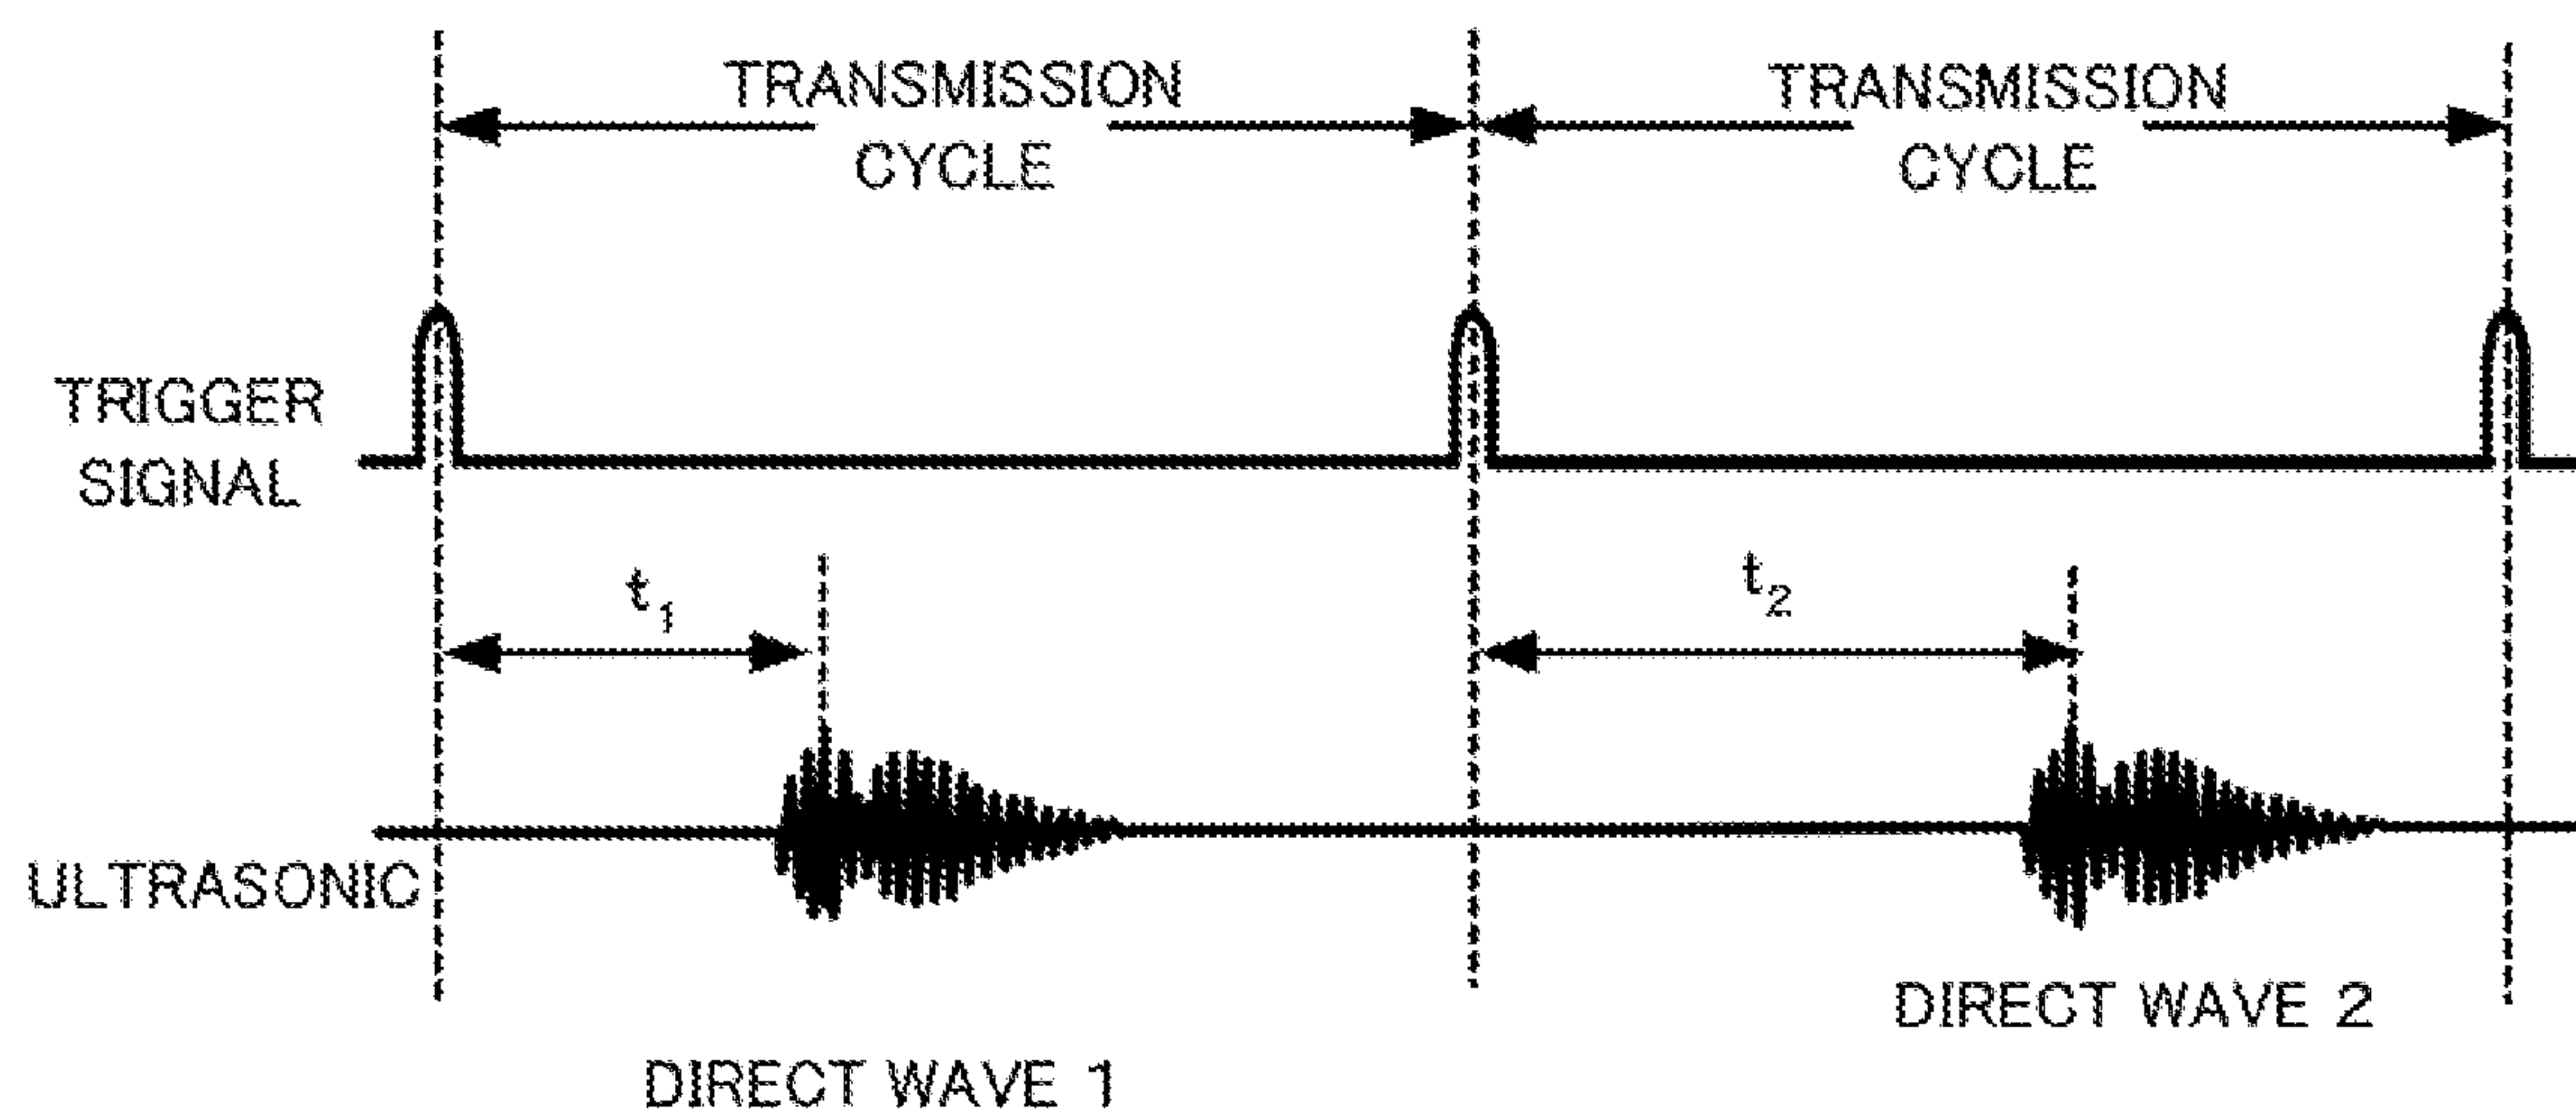 TRANSMISSION
CYCLE
TRANSMISSION
CYCLE
TRIGGER
SIGNAL
t₁
t₂
ULTRASONIC
DIRECT WAVE 2
DIRECT WAVE 1